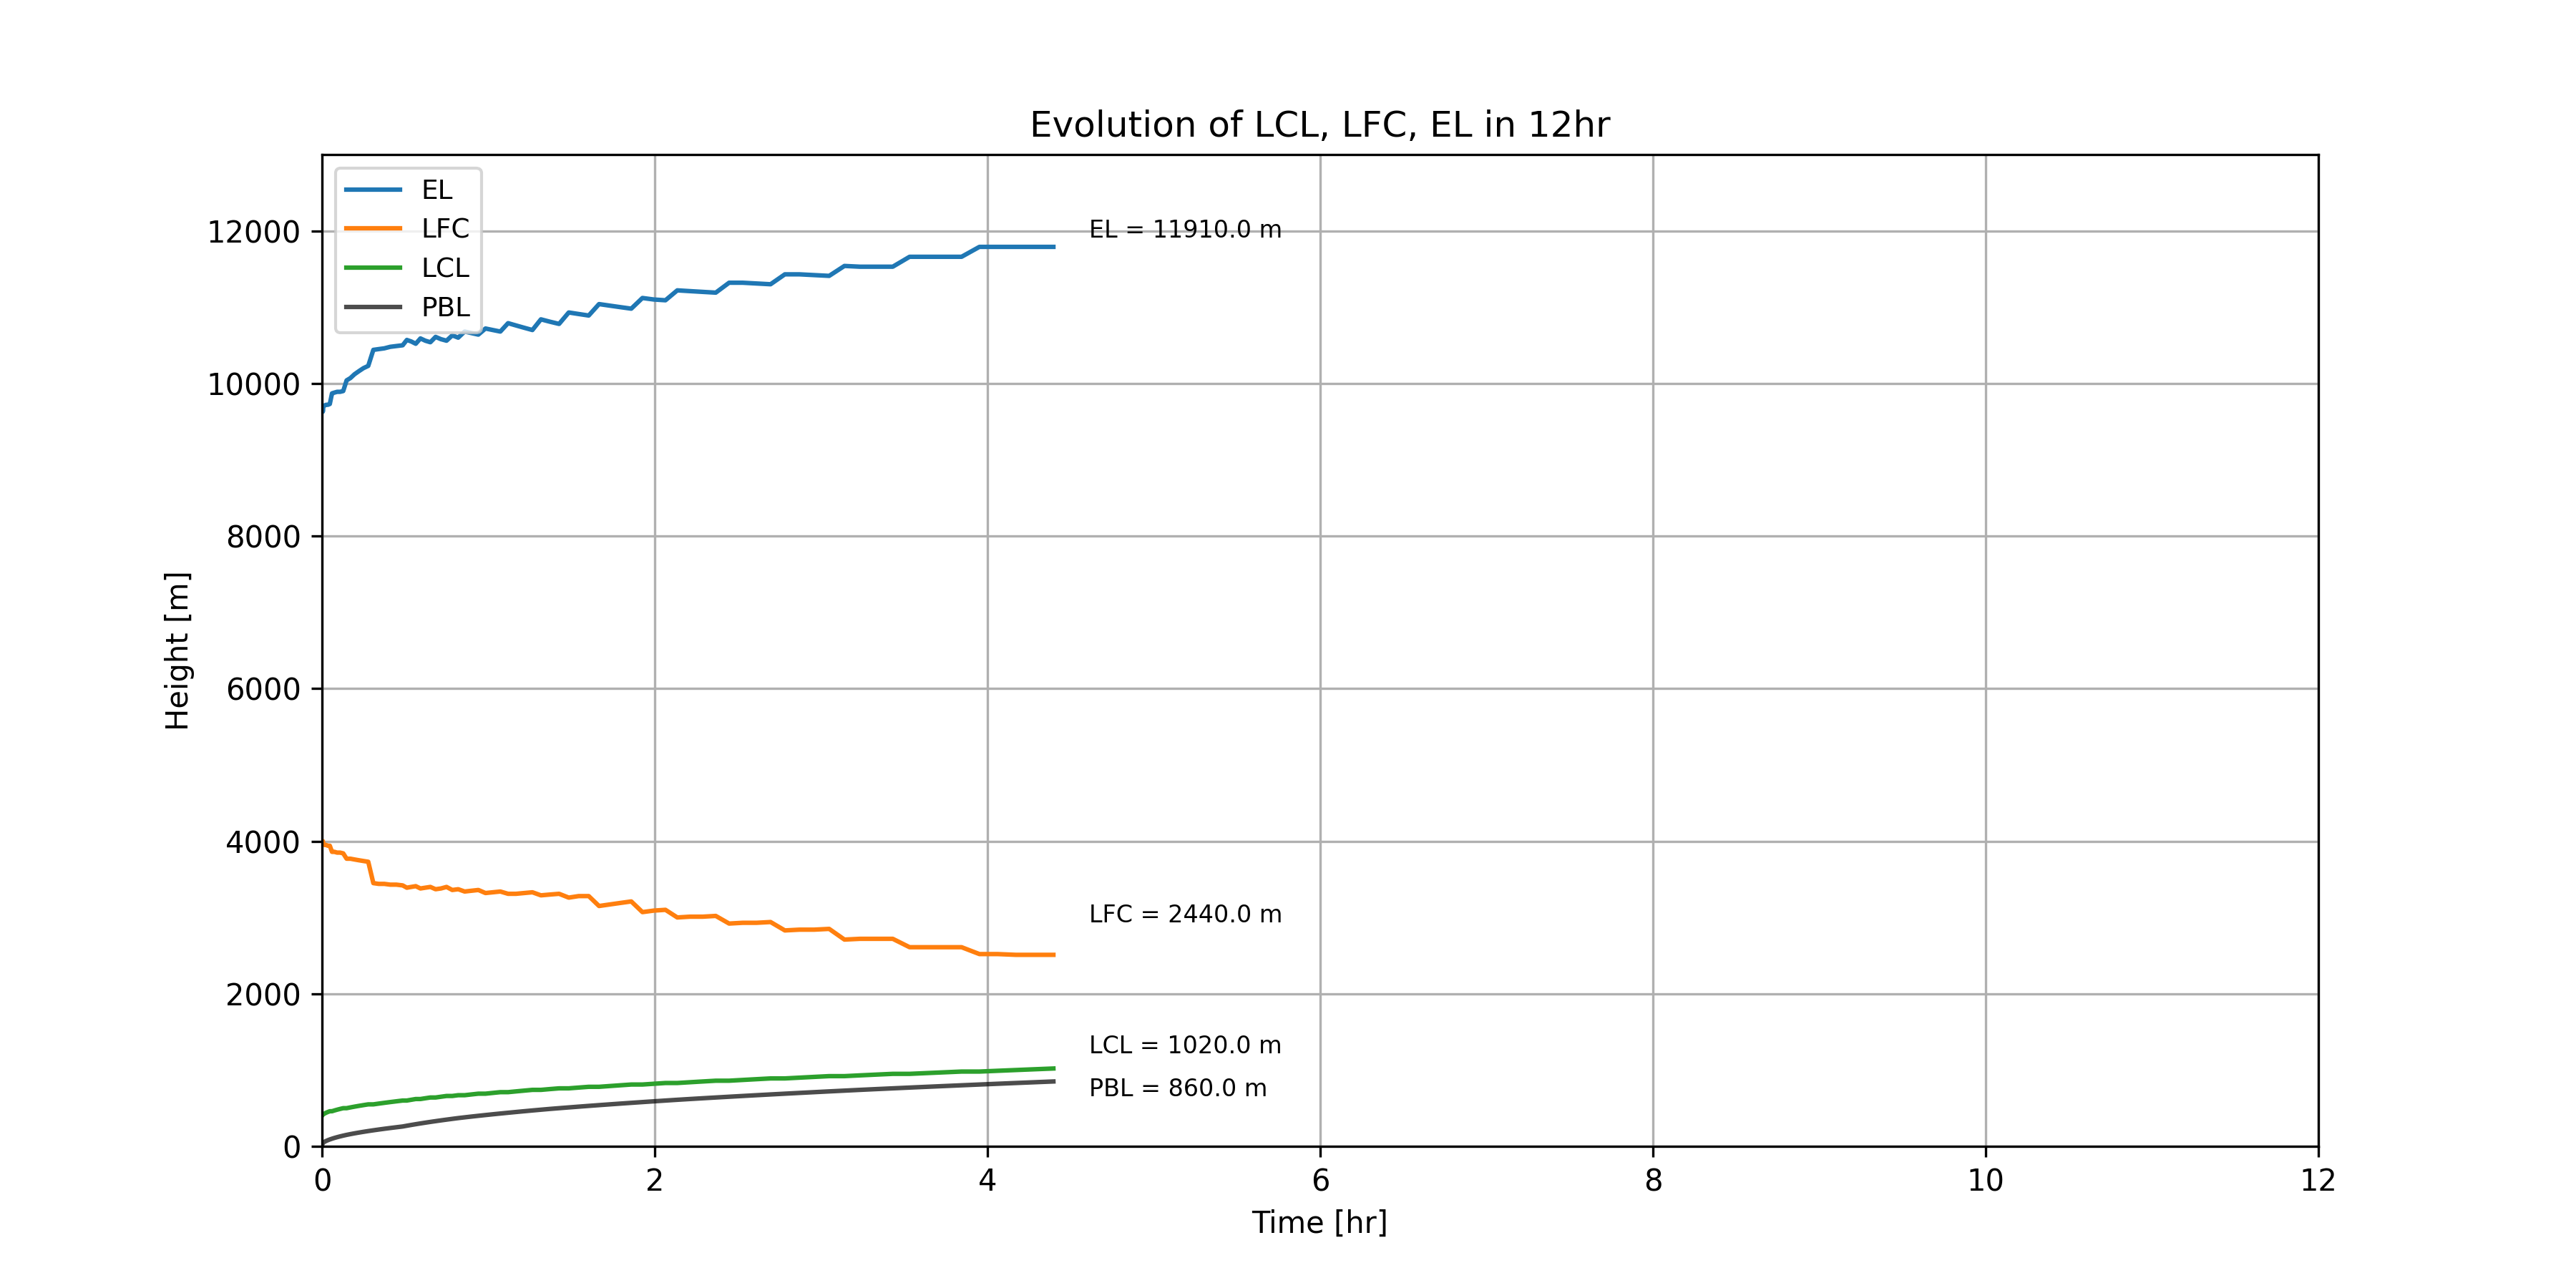 Evolution of LCL, LFC, EL in 12hr
EL
LFC
LCL
PBL
12000
10000
8000
6000
4000
2000
0
Height [m]
EL = 11910.0 m
LFC = 2440.0 m
LCL = 1020.0 m
PBL = 860.0 m
0 2 4 6 8 10 12
Time [hr]